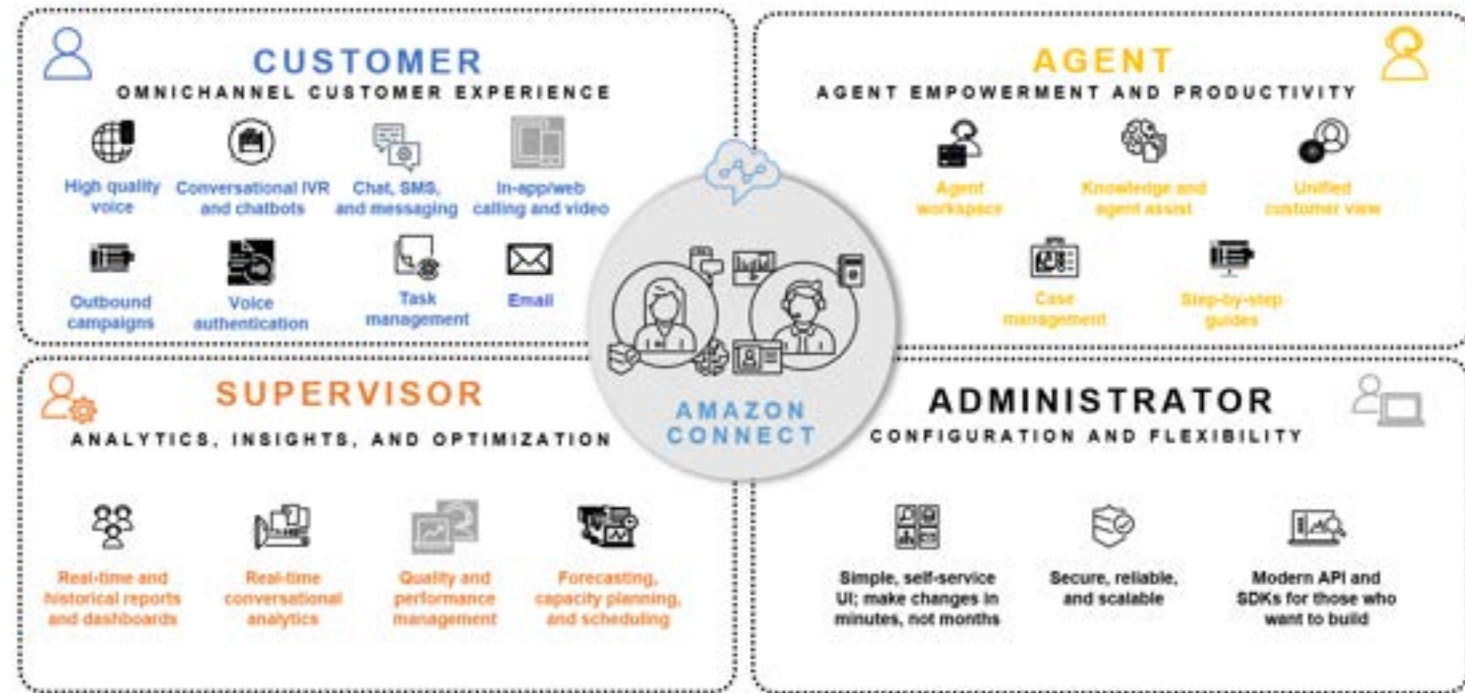 CUSTOMER
OMNICHANNEL CUSTOMER EXPERIENCE
High quality
voice
Conversational IVR
and chatbots
Chat, SMS,
and messaging
In-app/web
calling and video
Outbound
campaigns
Voice
authentication
Task
management
Email
AGENT
AGENT EMPOWERMENT AND PRODUCTIVITY
Agent
workspace
Knowledge and
agent assist
Unified
customer view
Case
management
Step-by-step
guides
AMAZON
CONNECT
SUPERVISOR
ANALYTICS, INSIGHTS, AND OPTIMIZATION
Real-time and
historical reports
and dashboards
Real-time
conversational
analytics
Quality and
performance
management
Forecasting,
capacity planning,
and scheduling
ADMINISTRATOR
CONFIGURATION AND FLEXIBILITY
Simple, self-service
UI; make changes in
minutes, not months
Secure, reliable,
and scalable
Modern API and
SDKs for those who
want to build